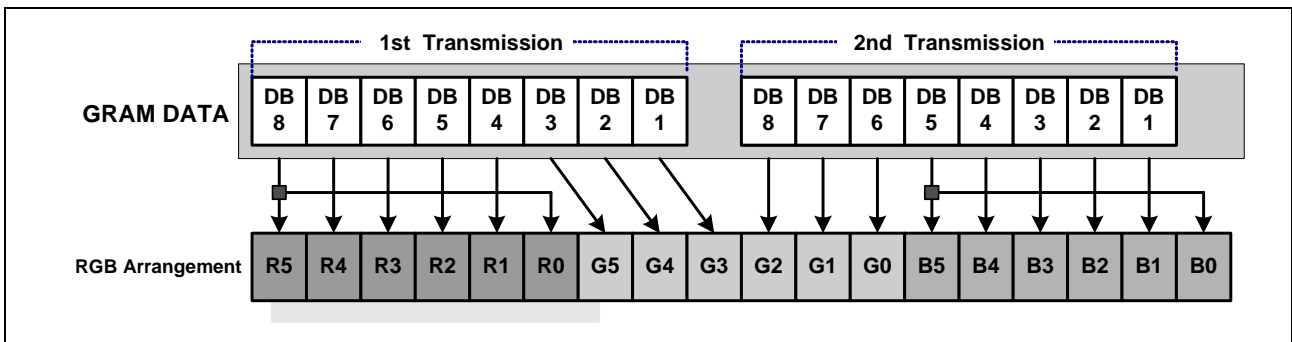 1st Transmission 2nd Transmission
GRAM DATA
DB 8 DB 7 DB 6 DB 5 DB 4 DB 3 DB 2 DB 1 DB 8 DB 7 DB 6 DB 5 DB 4 DB 3 DB 2 DB 1
RGB Arrangement R5 R4 R3 R2 R1 R0 G5 G4 G3 G2 G1 G0 B5 B4 B3 B2 B1 B0